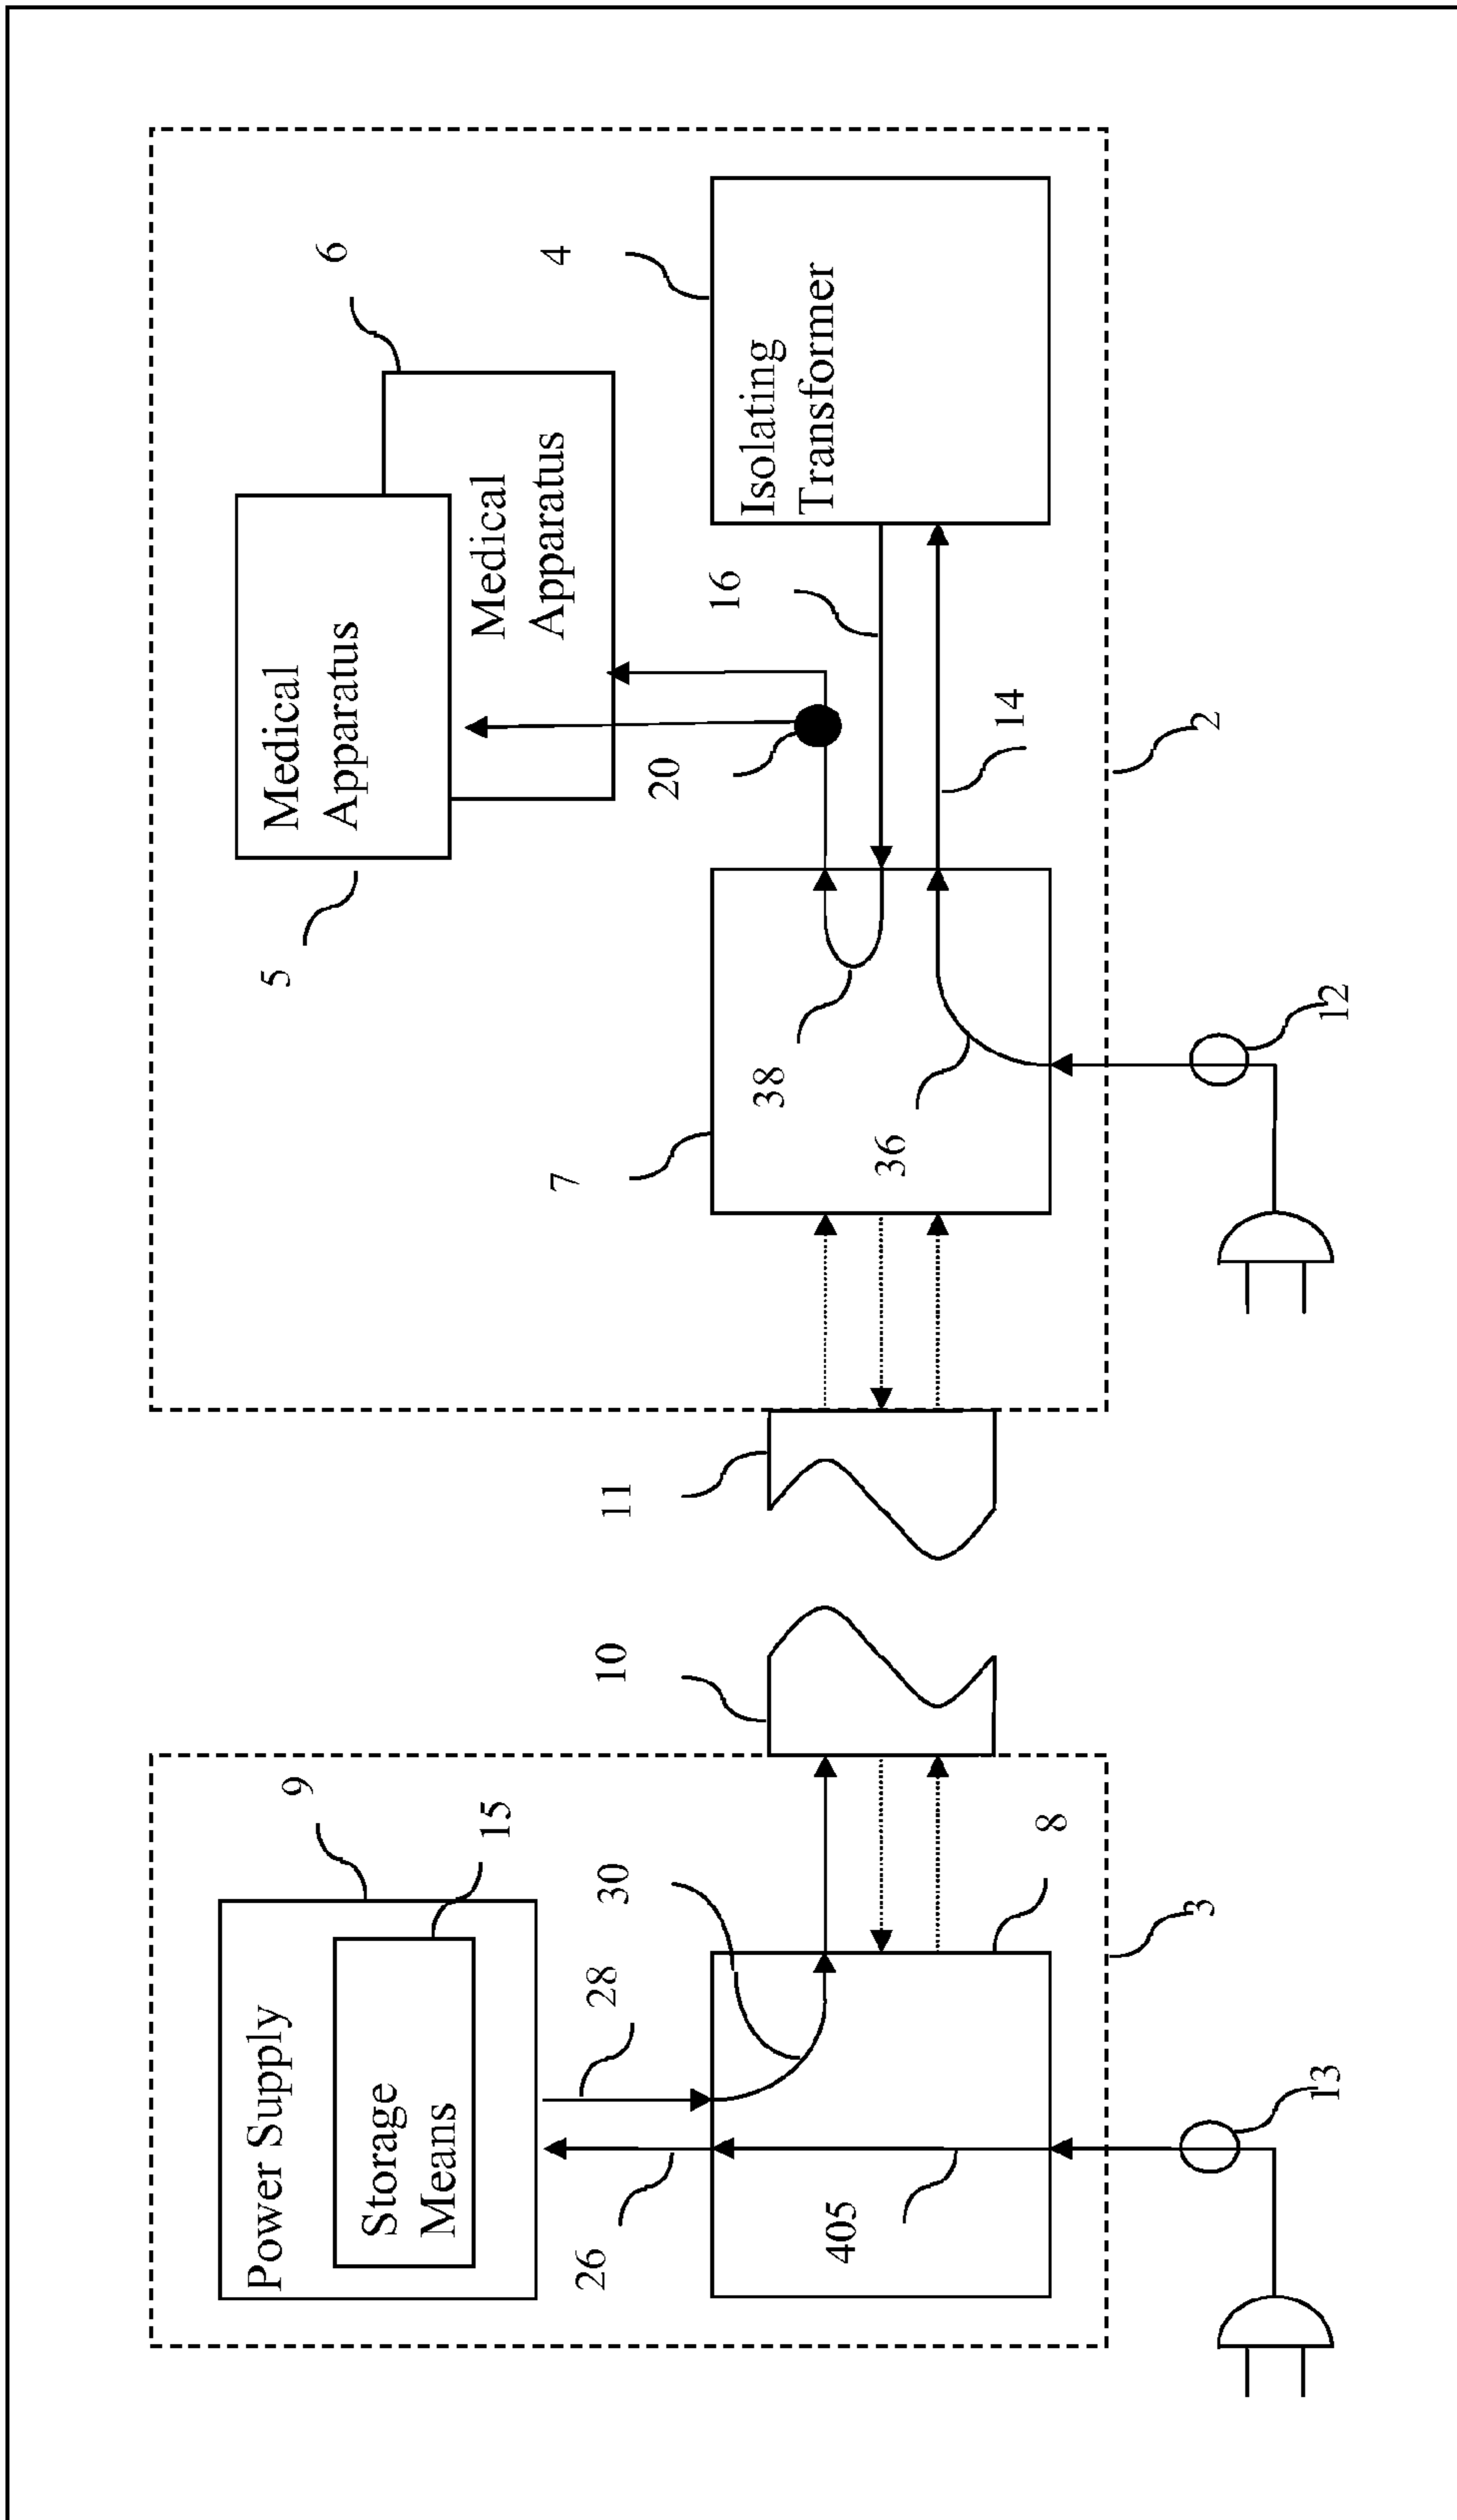 Power Supply
9
Storage
Means
15
28
30
26
405
8
3
13
10
11
5
Medical
Apparatus
6
Medical
Apparatus
4
7
20
16
Isolating
Transformer
38
36
14
2
12